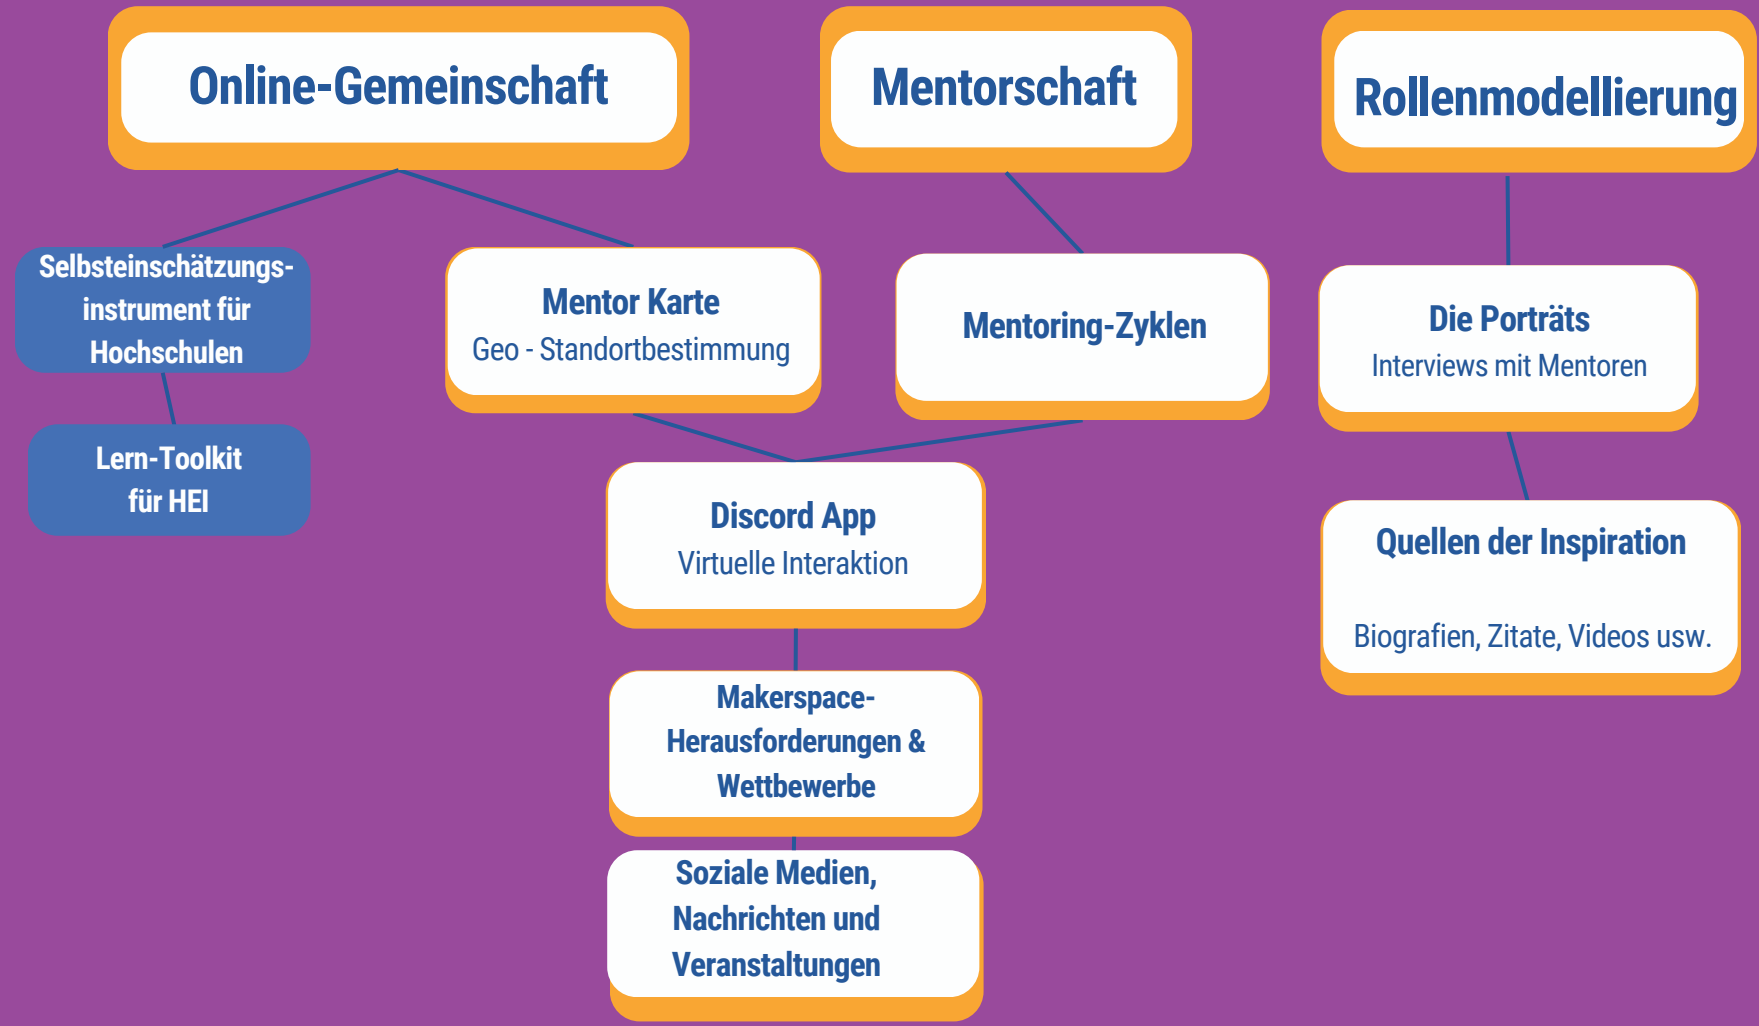 Online-Gemeinschaft
Mentorschaft
Rollenmodellierung
Selbsteinschätzungs-
instrument für
Hochschulen
Mentor Karte
Geo - Standortbestimmung
Mentoring-Zyklen
Die Porträts
Interviews mit Mentoren
Lern-Toolkit
für HEI
Discord App
Virtuelle Interaktion
Quellen der Inspiration
Biografien, Zitate, Videos usw.
Makerspace-
Herausforderungen &
Wettbewerbe
Soziale Medien,
Nachrichten und
Veranstaltungen